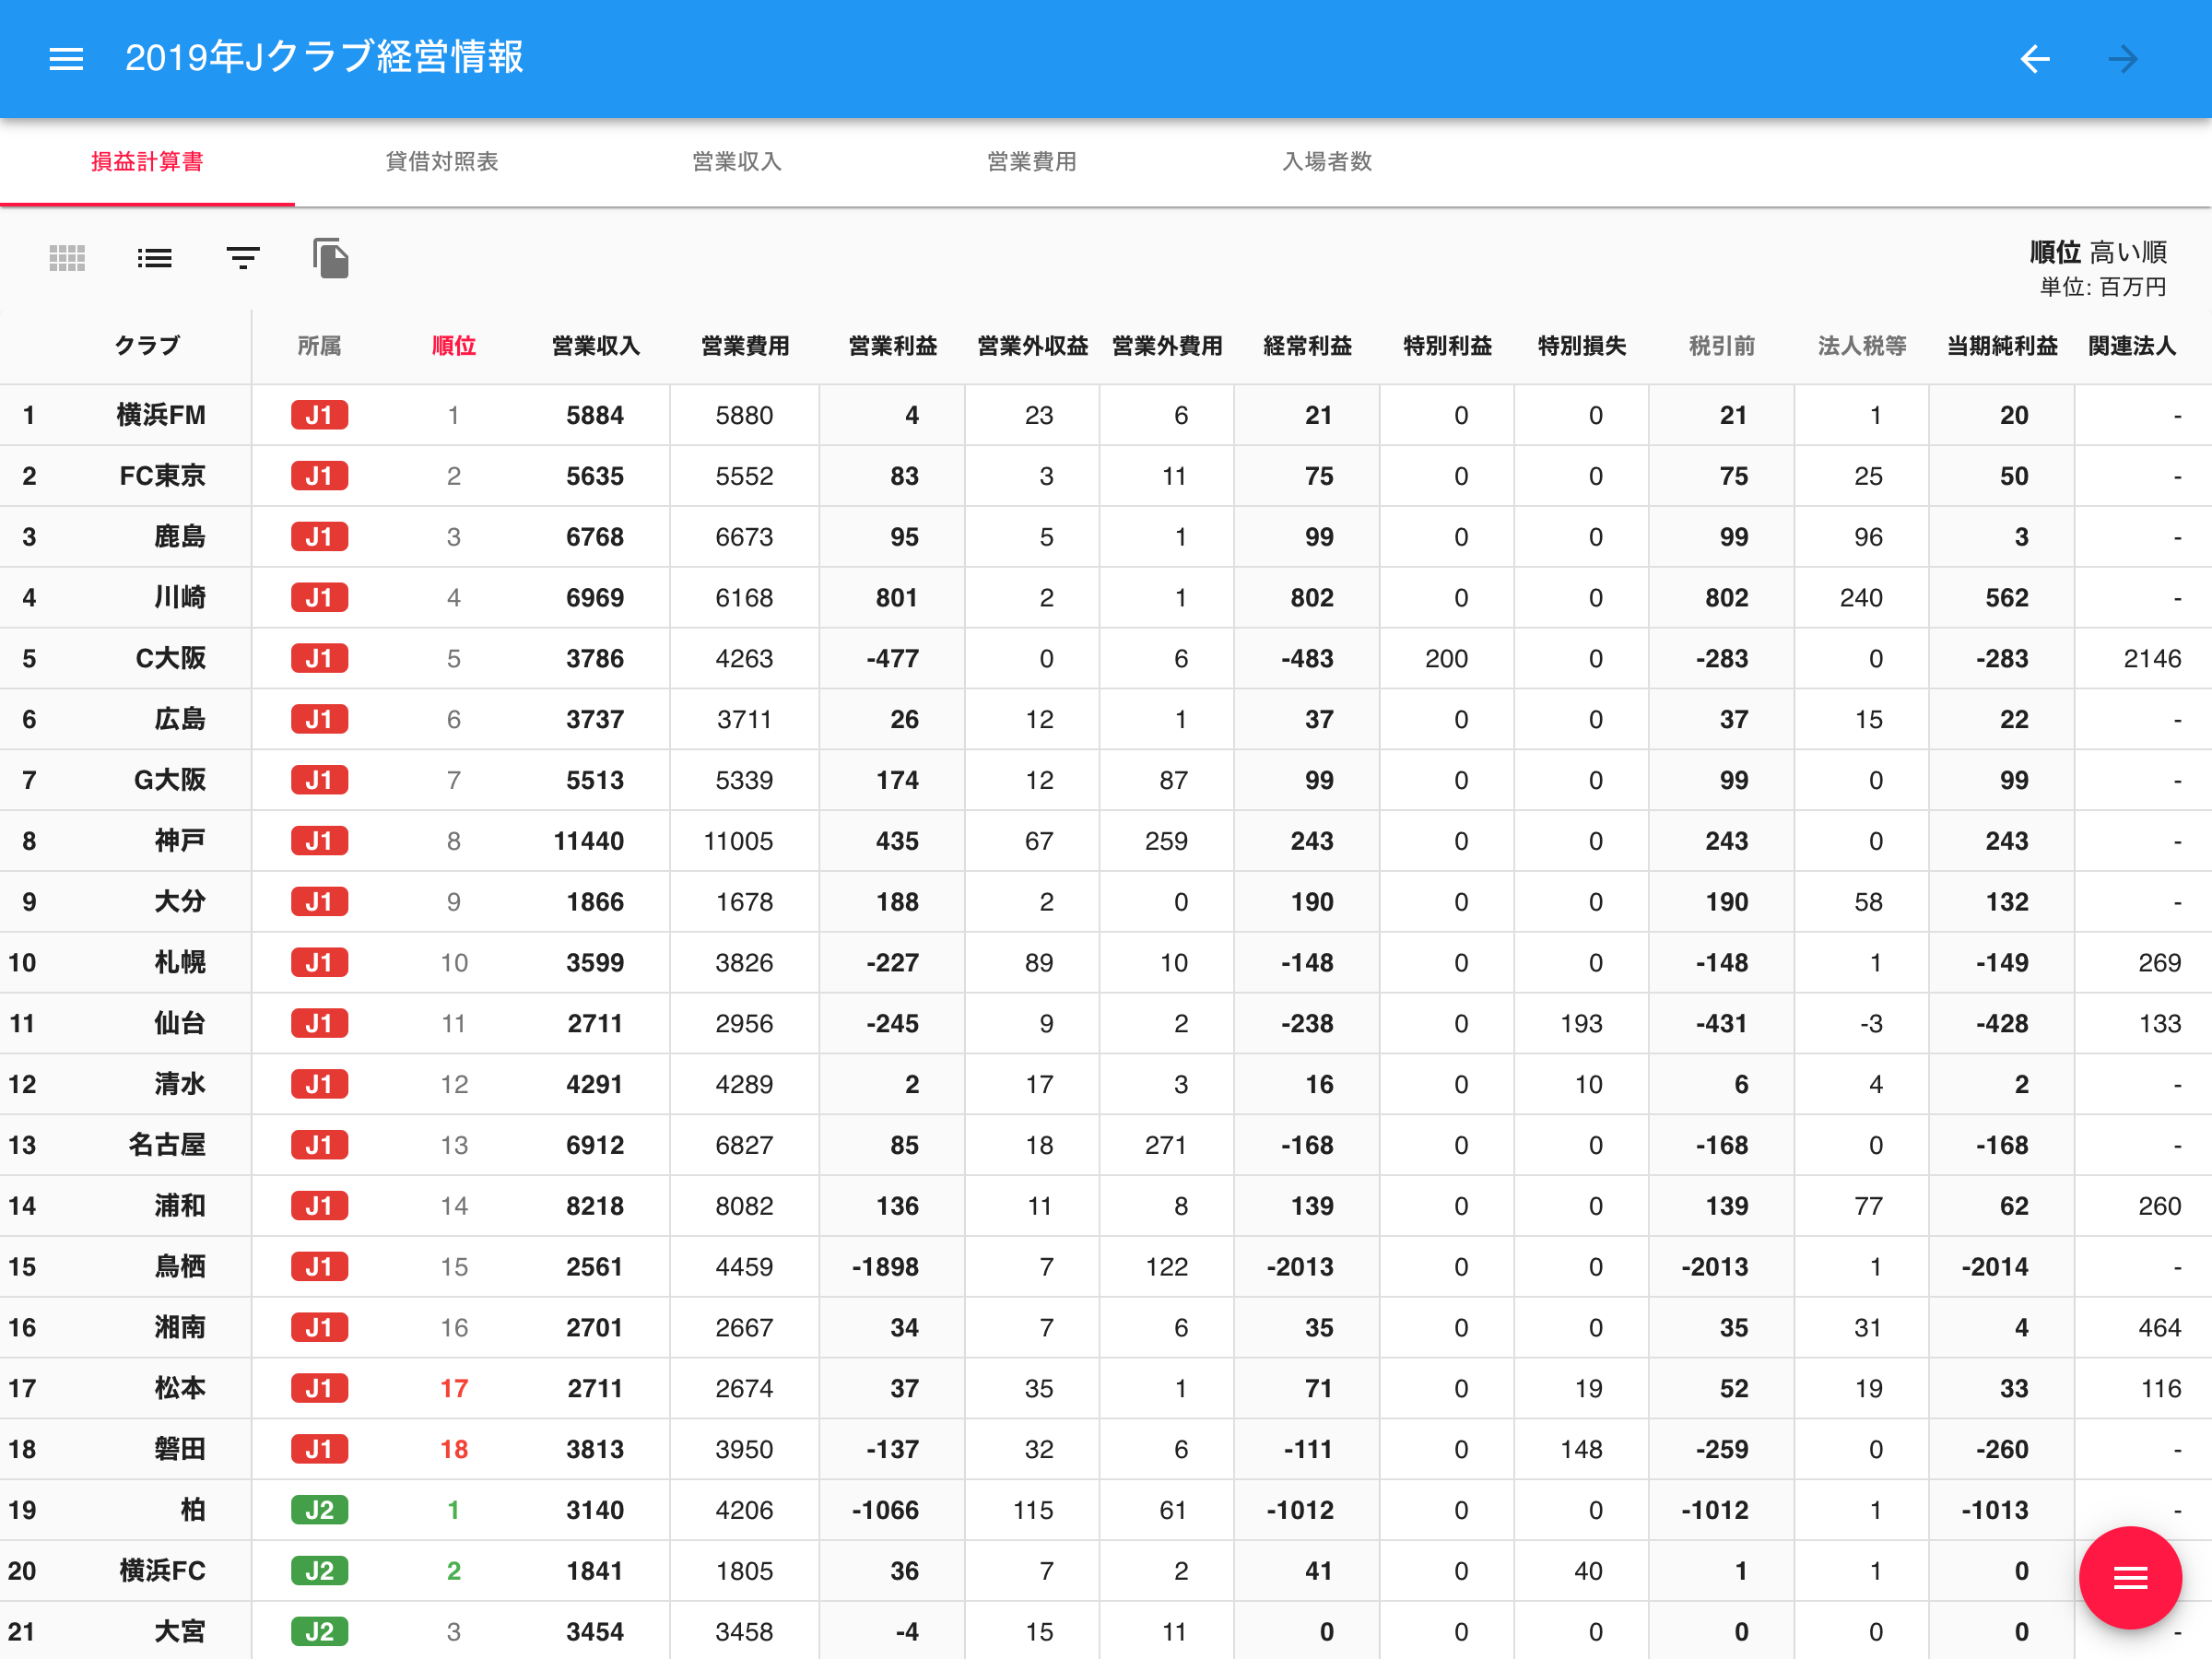 2019年Jクラブ経営情報
損益計算書 貸借対照表 営業収入 営業費用 入場者数
順位 高い順
単位: 百万円
クラブ 所属 順位 営業収入 営業費用 営業利益 営業外収益 営業外費用 経常利益 特別利益 特別損失 税引前 法人税等 当期純利益 関連法人
1 横浜FM J1 1 5884 5880 4 23 6 21 0 0 21 1 20 -
2 FC東京 J1 2 5635 5552 83 3 11 75 0 0 75 25 50 -
3 鹿島 J1 3 6768 6673 95 5 1 99 0 0 99 96 3 -
4 川崎 J1 4 6969 6168 801 2 1 802 0 0 802 240 562 -
5 C大阪 J1 5 3786 4263 -477 0 6 -483 200 0 -283 0 -283 2146
6 広島 J1 6 3737 3711 26 12 1 37 0 0 37 15 22 -
7 G大阪 J1 7 5513 5339 174 12 87 99 0 0 99 0 99 -
8 神戸 J1 8 11440 11005 435 67 259 243 0 0 243 0 243 -
9 大分 J1 9 1866 1678 188 2 0 190 0 0 190 58 132 -
10 札幌 J1 10 3599 3826 -227 89 10 -148 0 0 -148 1 -149 269
11 仙台 J1 11 2711 2956 -245 9 2 -238 0 193 -431 -3 -428 133
12 清水 J1 12 4291 4289 2 17 3 16 0 10 6 4 2 -
13 名古屋 J1 13 6912 6827 85 18 271 -168 0 0 -168 0 -168 -
14 浦和 J1 14 8218 8082 136 11 8 139 0 0 139 77 62 260
15 鳥栖 J1 15 2561 4459 -1898 7 122 -2013 0 0 -2013 1 -2014 -
16 湘南 J1 16 2701 2667 34 7 6 35 0 0 35 31 4 464
17 松本 J1 17 2711 2674 37 35 1 71 0 19 52 19 33 116
18 磐田 J1 18 3813 3950 -137 32 6 -111 0 148 -259 0 -260 -
19 柏 J2 1 3140 4206 -1066 115 61 -1012 0 0 -1012 1 -1013 -
20 横浜FC J2 2 1841 1805 36 7 2 41 0 40 1 1 0
21 大宮 J2 3 3454 3458 -4 15 11 0 0 0 0 0 0 -